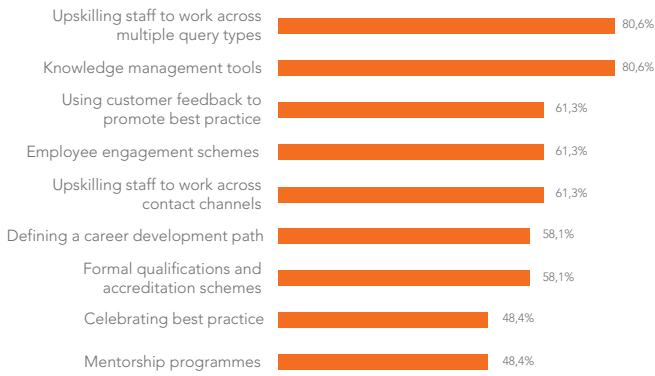 Upskilling staff to work across
multiple query types
80,6%
Knowledge management tools
80,6%
Using customer feedback to
promote best practice
61,3%
Employee engagement schemes
61,3%
Upskilling staff to work across
contact channels
61,3%
Defining a career development path
58,1%
Formal qualifications and
accreditation schemes
58,1%
Celebrating best practice
48,4%
Mentorship programmes
48,4%